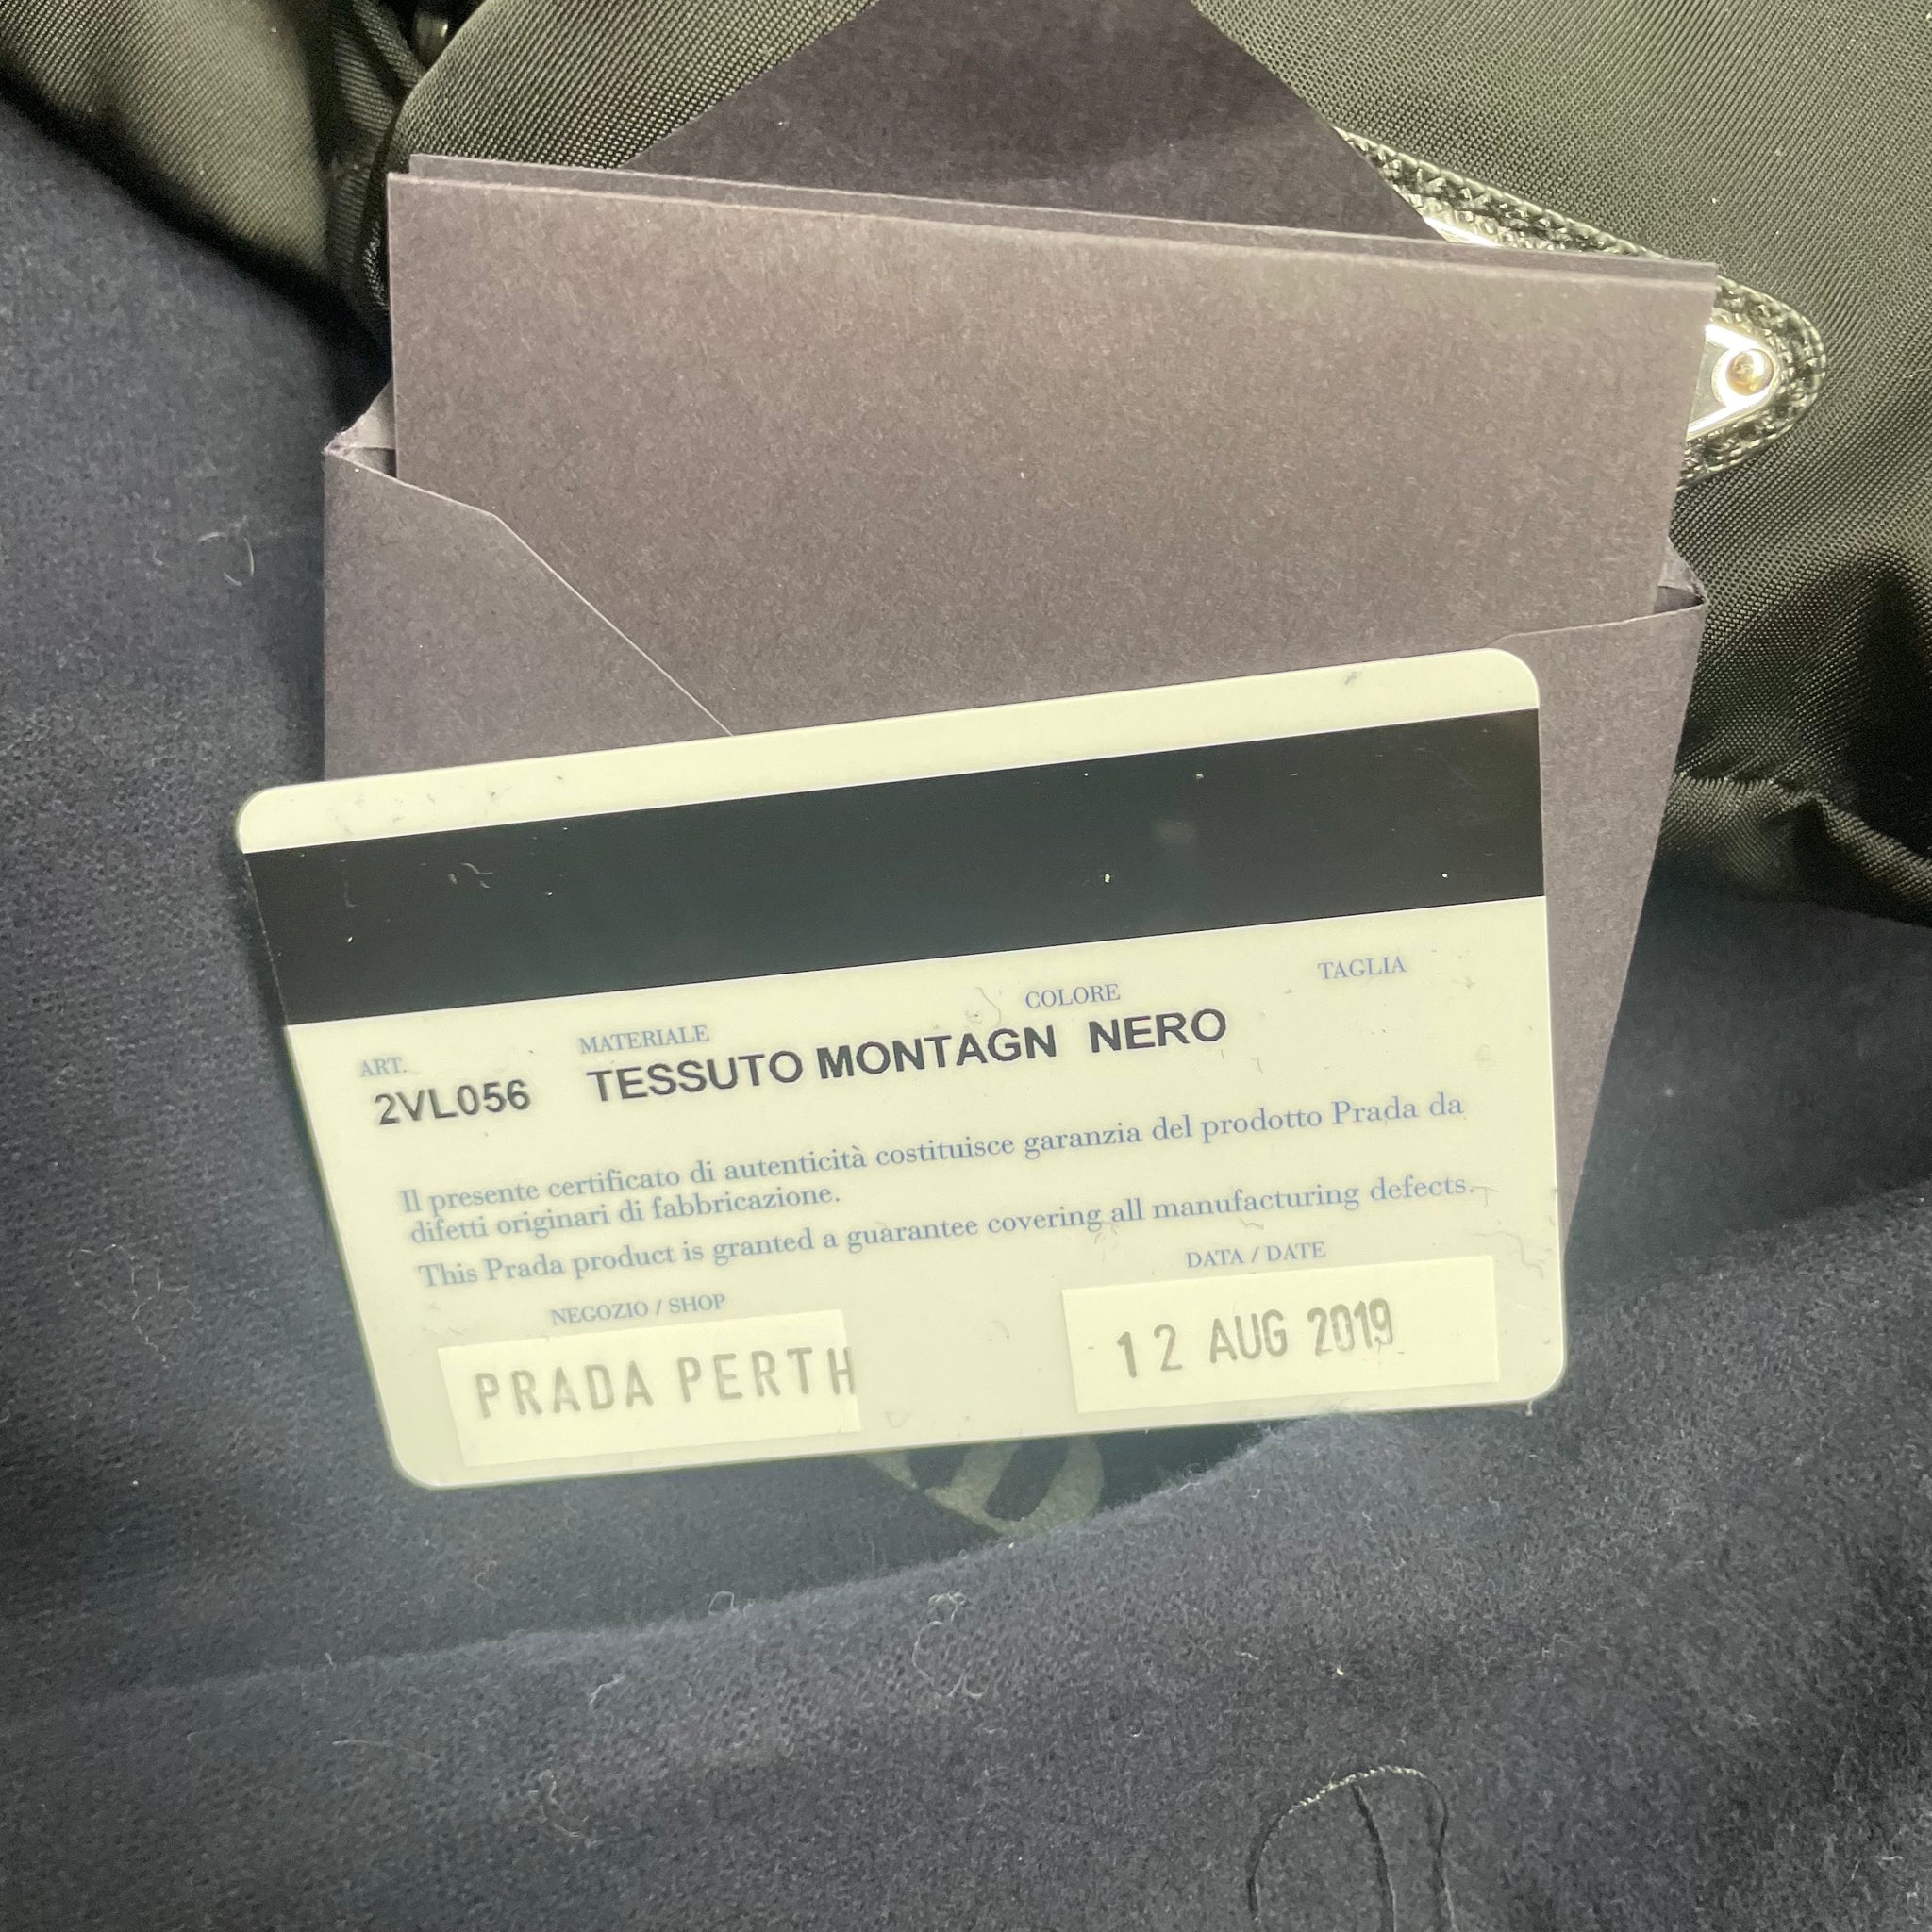 ART.
MATERIALE
COLORE
TAGLIA
2VL056 TESSUTO MONTAGN NERO
Il presente certificato di autenticità costituisce garanzia del prodotto Prada da
difetti originari di fabbricazione.
This Prada product is granted a guarantee covering all manufacturing defects.
NEGOZIO / SHOP
DATA / DATE
PRADA PERTH
12 AUG 2019